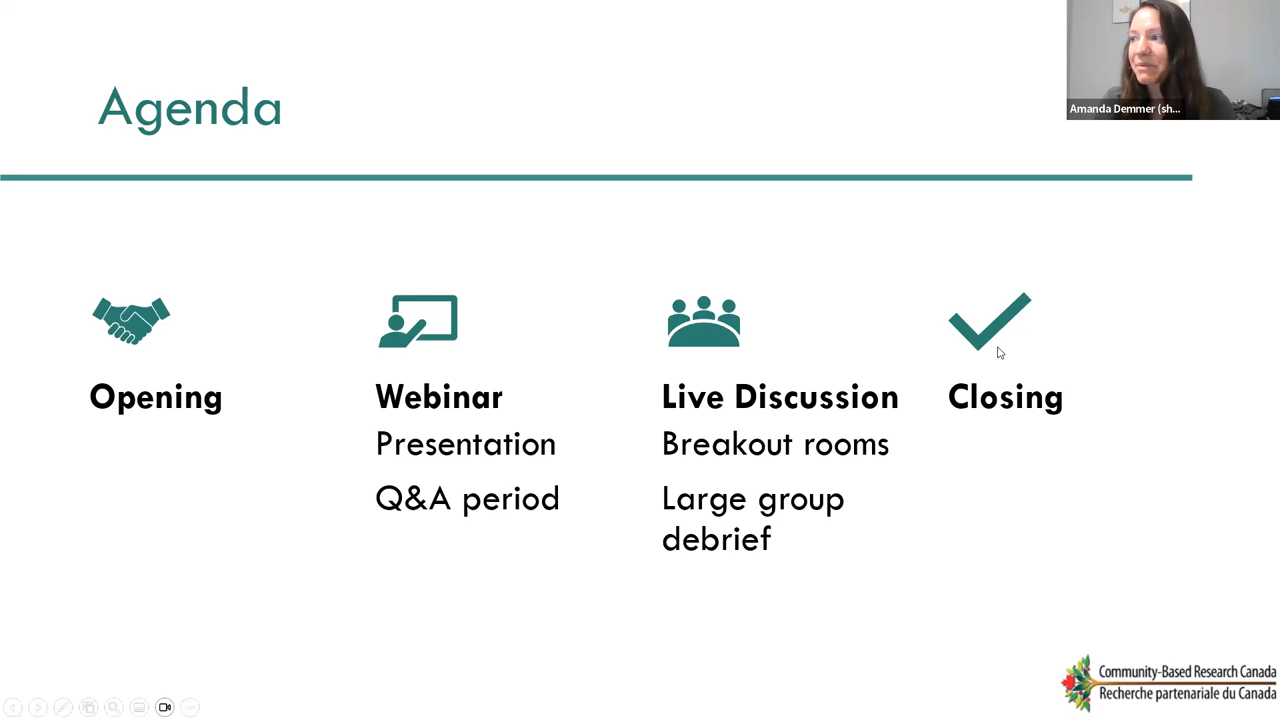 Agenda
Amanda Demmer (sh...
Opening
Webinar
Presentation
Q&A period
Live Discussion
Breakout rooms
Large group
debrief
Closing
Community-Based Research Canada
Recherche partenariale du Canada